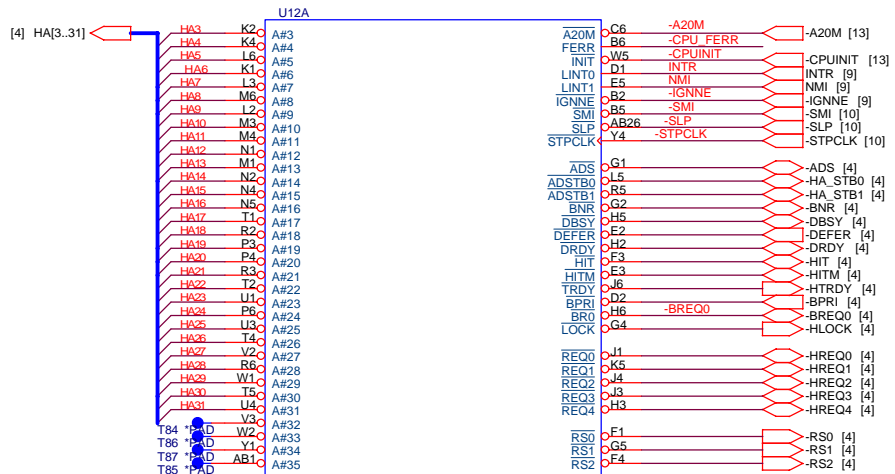 U12A
[4] HA[3..31]
HA3 K2 A#3
HA4 K4 A#4
HA5 L6 A#5
HA6 K1 A#6
HA7 L3 A#7
HA8 M6 A#8
HA9 L2 A#9
HA10 M3 A#10
HA11 M4 A#11
HA12 N1 A#12
HA13 M1 A#13
HA14 N2 A#14
HA15 N4 A#15
HA16 N5 A#16
HA17 T1 A#17
HA18 R2 A#18
HA19 P3 A#19
HA20 P4 A#20
HA21 R3 A#21
HA22 T2 A#22
HA23 U1 A#23
HA24 P6 A#24
HA25 U3 A#25
HA26 T4 A#26
HA27 V2 A#27
HA28 R6 A#28
HA29 W1 A#29
HA30 T5 A#30
HA31 U4 A#31
V3 A#32
T84 *PAD W2 A#33
T86 *PAD Y1 A#34
T87 *PAD AB1 A#35
T85 *PAD
A20M C6 -A20M -A20M [13]
FERR B6 -CPU_FERR
INIT W5 -CPUINIT -CPUINIT [13]
LINT0 D1 INTR INTR [9]
LINT1 E5 NMI NMI [9]
IGNNE B2 -IGNNE -IGNNE [9]
SMI B5 -SMI -SMI [10]
SLP AB26 -SLP -SLP [10]
STPCLK Y4 -STPCLK -STPCLK [10]
ADS G1 -ADS [4]
ADSTB0 L5 -HA_STB0 [4]
ADSTB1 R5 -HA_STB1 [4]
BNR G2 -BNR [4]
DBSY H5 -DBSY [4]
DEFER E2 -DEFER [4]
DRDY H2 -DRDY [4]
HIT F3 -HIT [4]
HITM E3 -HITM [4]
TRDY J6 -HTRDY [4]
BPRI D2 -BPRI [4]
BR0 H6 -BREQ0 -BREQ0 [4]
LOCK G4 -HLOCK [4]
REQ0 J1 -HREQ0 [4]
REQ1 K5 -HREQ1 [4]
REQ2 J4 -HREQ2 [4]
REQ3 J3 -HREQ3 [4]
REQ4 H3 -HREQ4 [4]
RS0 F1 -RS0 [4]
RS1 G5 -RS1 [4]
RS2 F4 -RS2 [4]